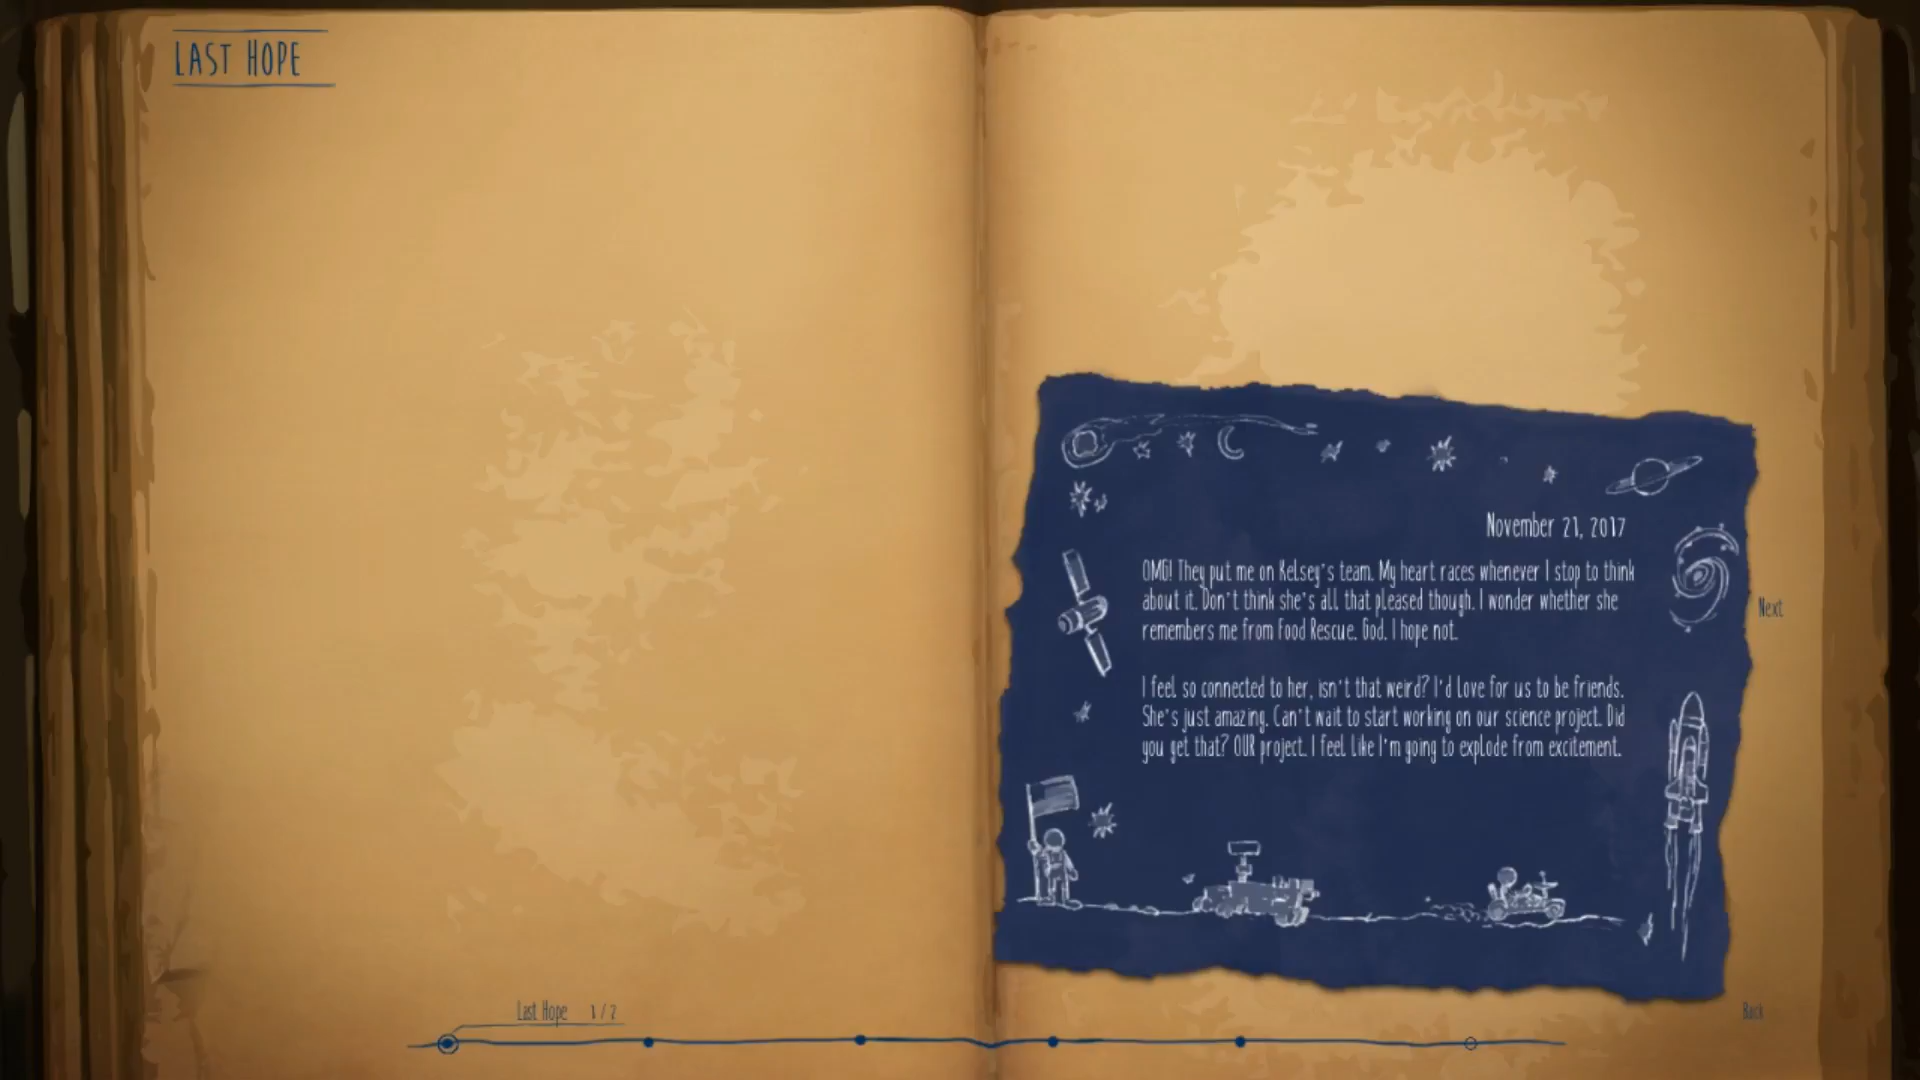 LAST HOPE
November 21, 2017
OMG! They put me on Kelsey's team. My heart races whenever I stop to think
about it. Don't think she's all that pleased though. I wonder whether she
remembers me from Food Rescue. God. I hope not.
I feel so connected to her, isn't that weird? I'd love for us to be friends.
She's just amazing. Can't wait to start working on our science project. Did
you get that? OUR project. I feel like I'm going to explode from excitement.
Next
Last Hope 1/2
Back